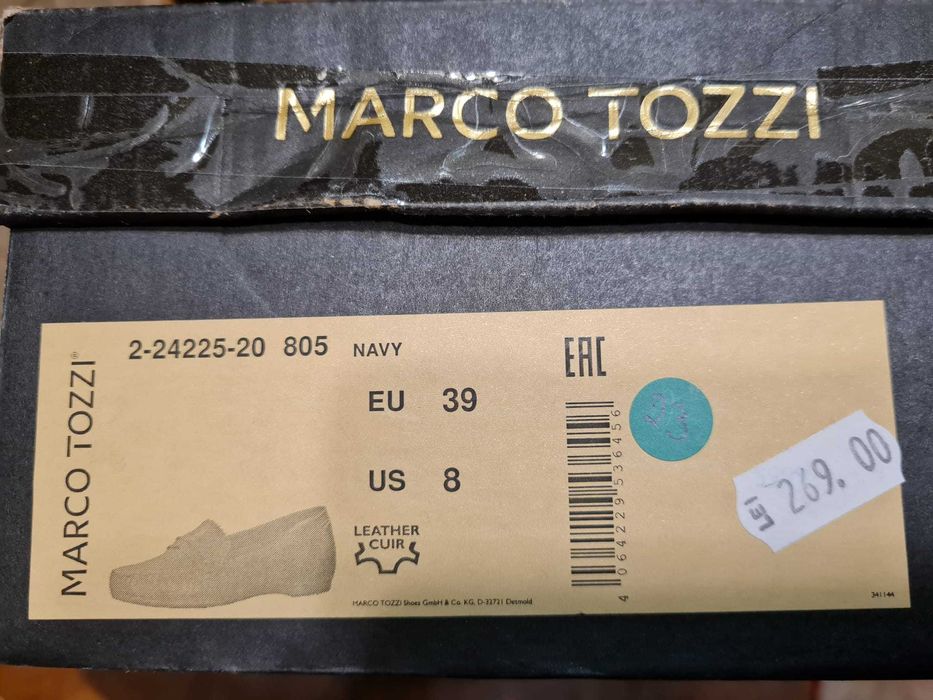 MARCO TOZZI
MARCO TOZZI®
2-24225-20 805 NAVY
EU 39
US 8
LEATHER
CUIR
MARCO TOZZI Shoes GmbH & Co. KG, D-32721 Detmold
EAC
4 064229 536456
LEI 269.00
341144